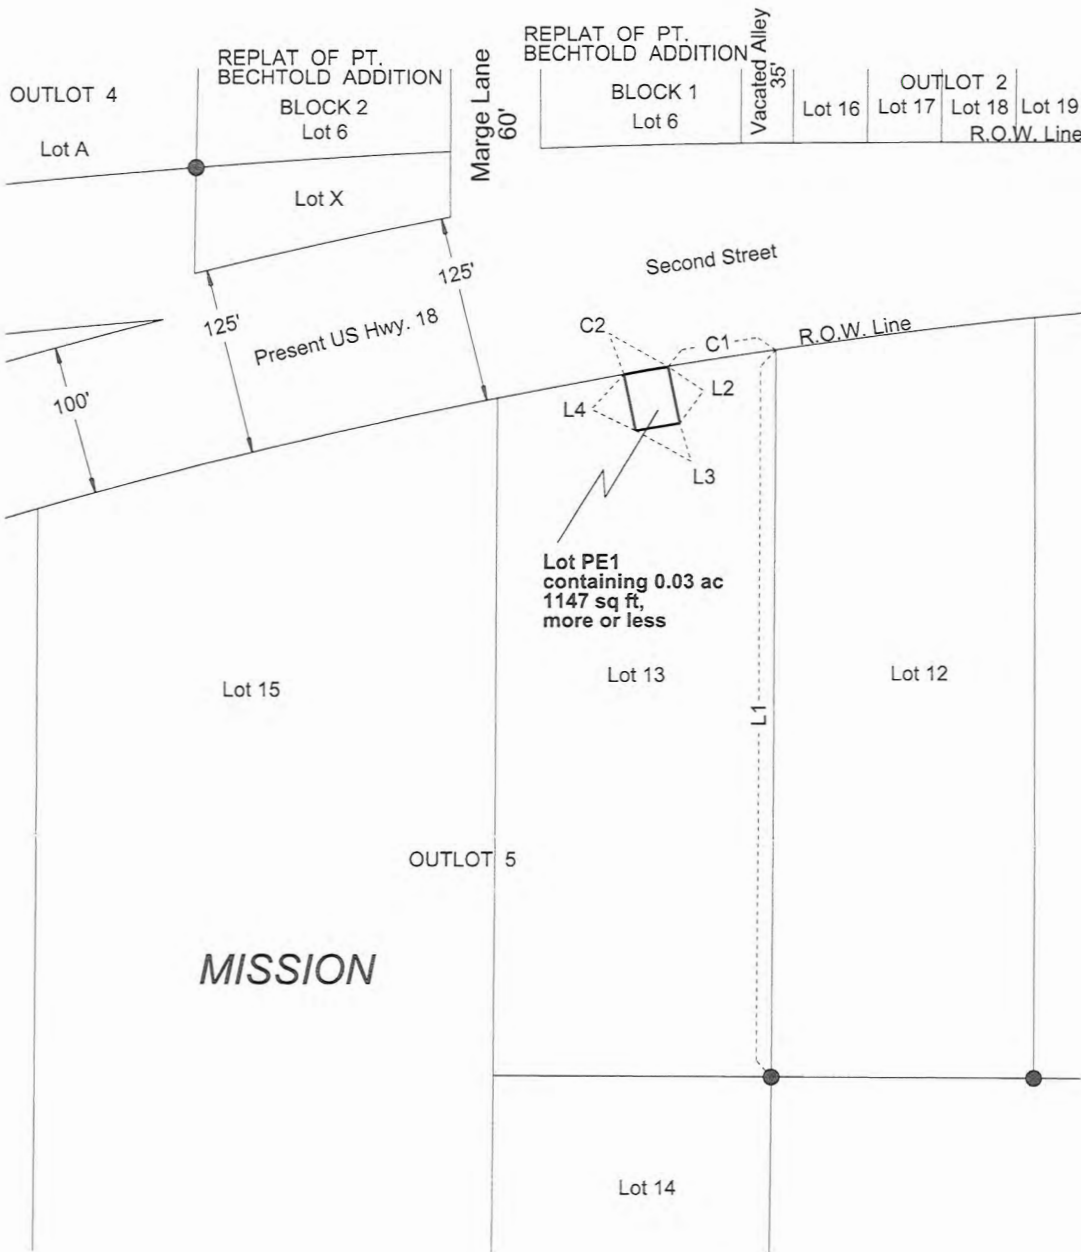 OUTLOT 4
Lot A
REPLAT OF PT.
BECHTOLD ADDITION
BLOCK 2
Lot 6
Lot X
Marge Lane
60'
REPLAT OF PT.
BECHTOLD ADDITION
BLOCK 1
Lot 6
Vacated Alley
35'
OUTLOT 2
Lot 16
Lot 17
Lot 18
Lot 19
R.O.W. Line
125'
125'
Present US Hwy. 18
100'
Second Street
C2
C1
R.O.W. Line
L4
L2
L3
Lot PE1
containing 0.03 ac
1147 sq ft,
more or less
Lot 15
Lot 13
Lot 12
L1
OUTLOT 5
MISSION
Lot 14